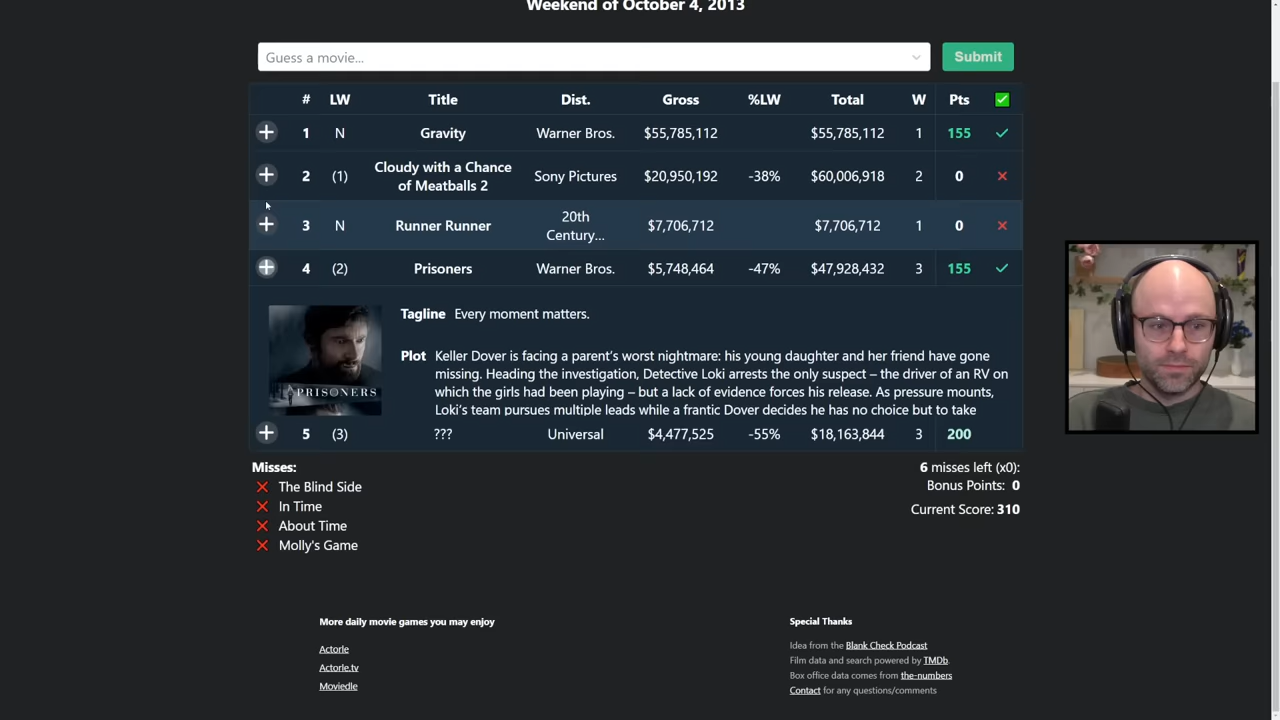 Weekend of October 4, 2013
Guess a movie...
Submit
# LW Title Dist. Gross %LW Total W Pts
1 N Gravity Warner Bros. $55,785,112 $55,785,112 1 155
2 (1) Cloudy with a Chance of Meatballs 2 Sony Pictures $20,950,192 -38% $60,006,918 2 0
3 N Runner Runner 20th Century... $7,706,712 $7,706,712 1 0
4 (2) Prisoners Warner Bros. $5,748,464 -47% $47,928,432 3 155
PRISONERS
Tagline Every moment matters.
Plot Keller Dover is facing a parent's worst nightmare: his young daughter and her friend have gone
missing. Heading the investigation, Detective Loki arrests the only suspect – the driver of an RV on
which the girls had been playing – but a lack of evidence forces his release. As pressure mounts,
Loki's team pursues multiple leads while a frantic Dover decides he has no choice but to take
5 (3) ??? Universal $4,477,525 -55% $18,163,844 3 200
Misses:
The Blind Side
In Time
About Time
Molly's Game
6 misses left (x0):
Bonus Points: 0
Current Score: 310
More daily movie games you may enjoy
Actorle
Actorle.tv
Moviedle
Special Thanks
Idea from the Blank Check Podcast
Film data and search powered by TMDb.
Box office data comes from the-numbers
Contact for any questions/comments